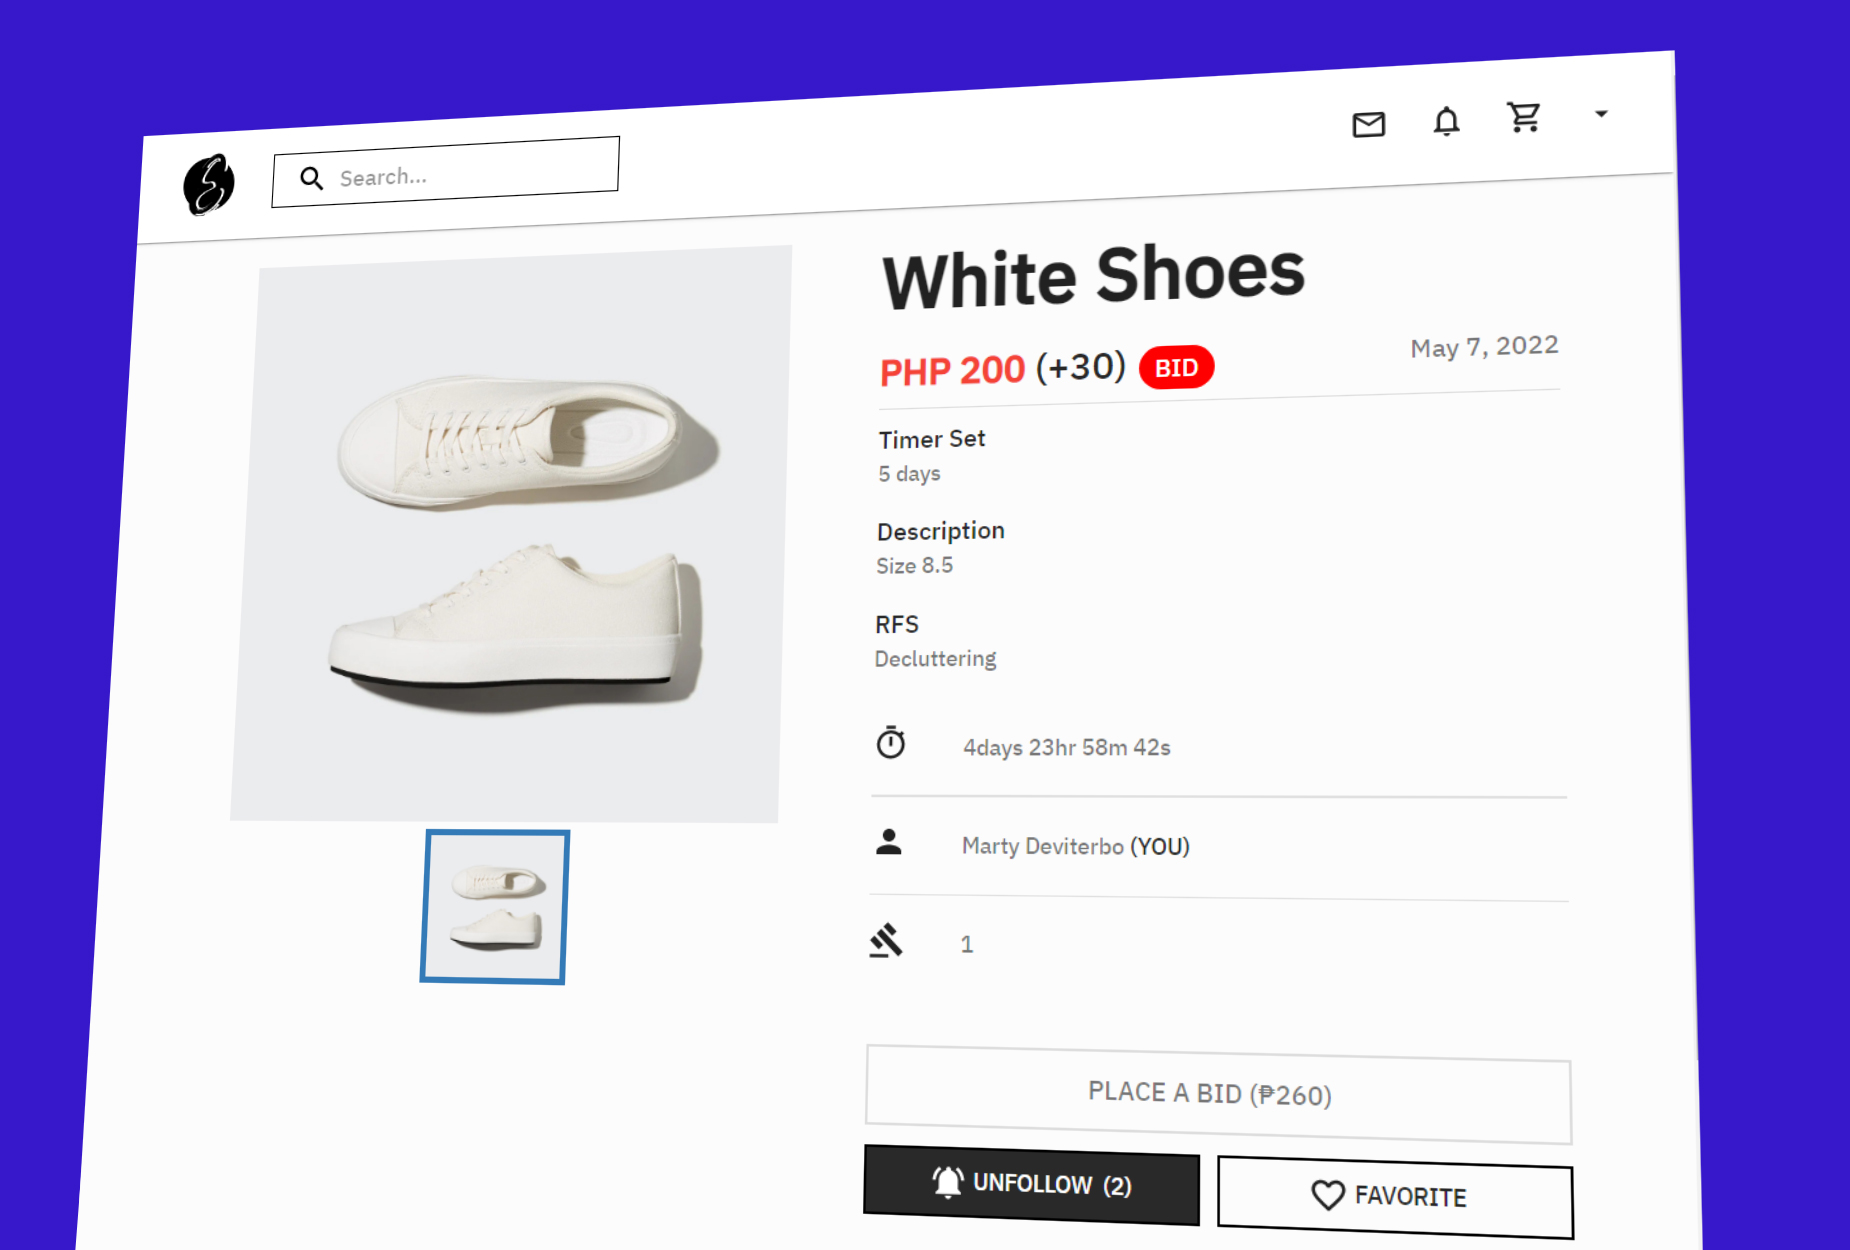 Search...
White Shoes
PHP 200 (+30) BID
May 7, 2022
Timer Set
5 days
Description
Size 8.5
RFS
Decluttering
4days 23hr 58m 42s
Marty Deviterbo (YOU)
1
PLACE A BID (₱260)
UNFOLLOW (2)
FAVORITE